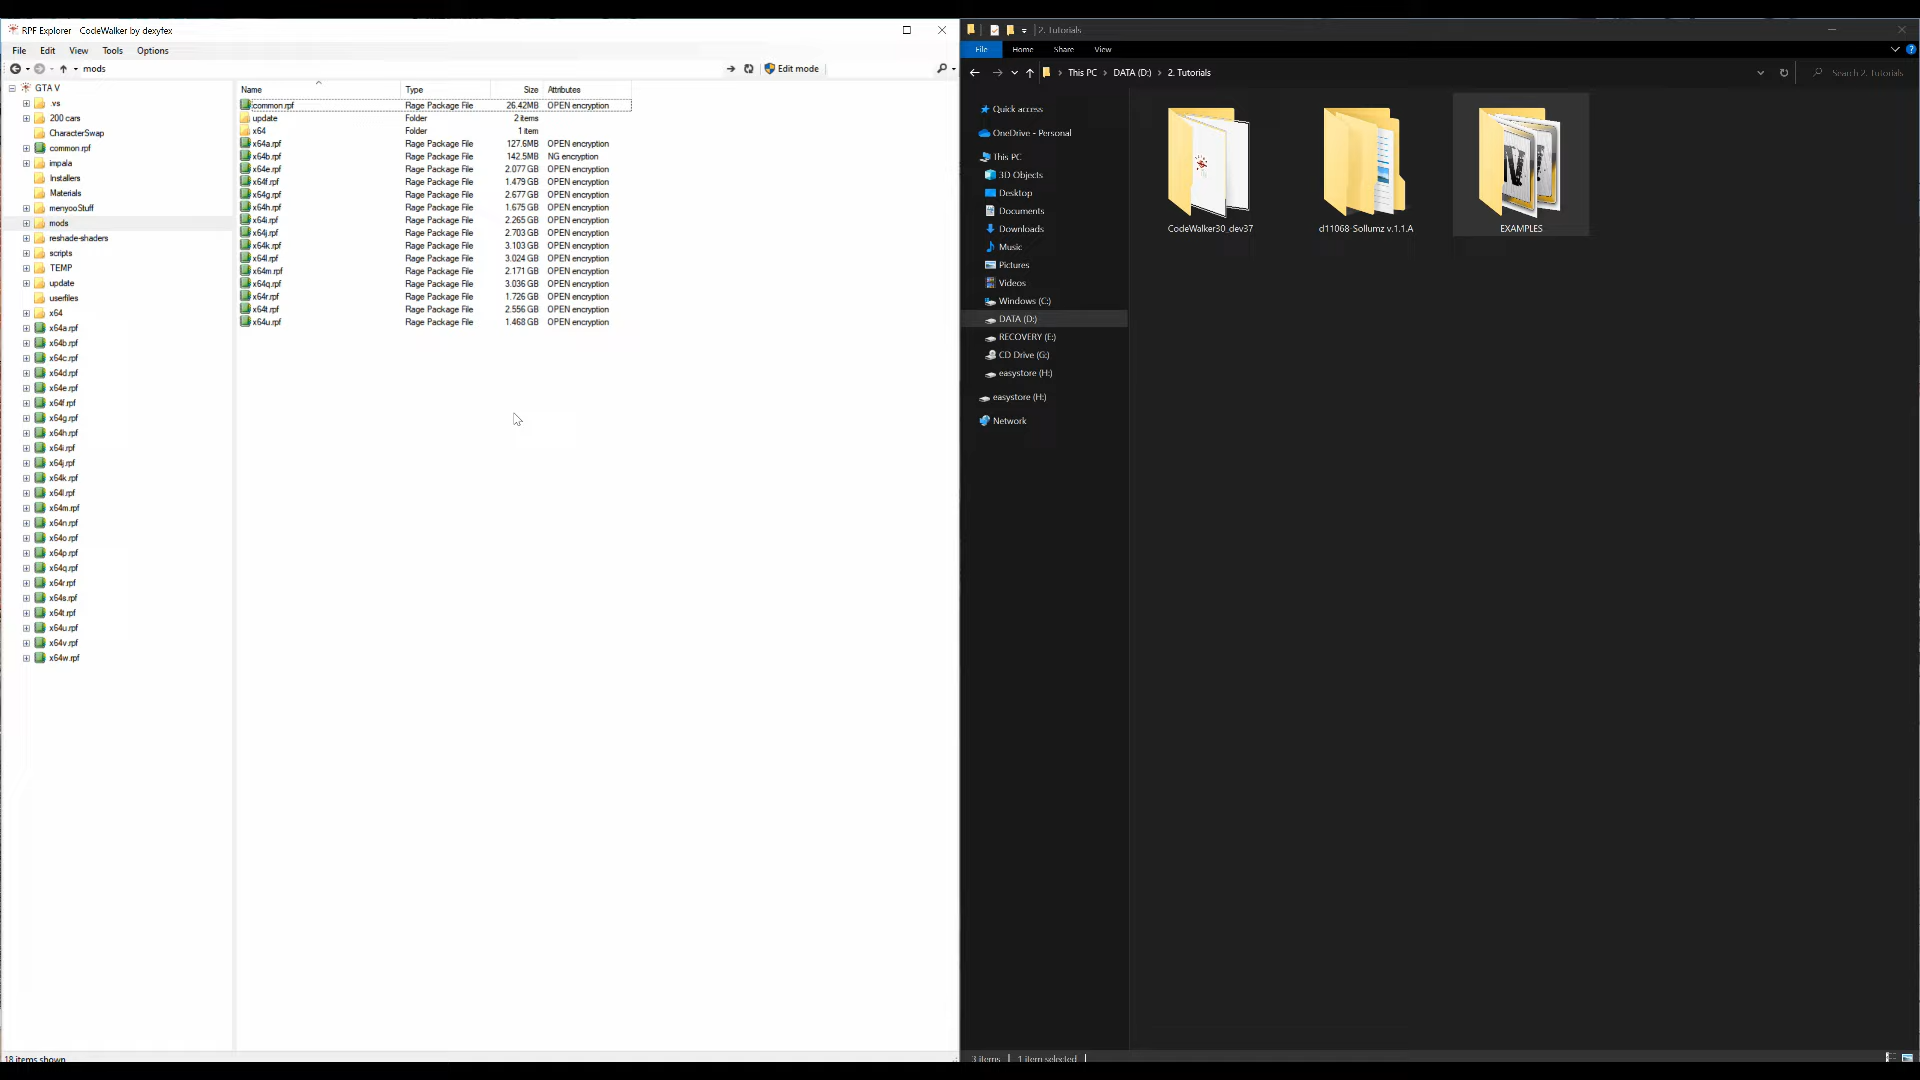 RPF Explorer - CodeWalker by dexyfex
File Edit View Tools Options
mods
Edit mode
GTA V
.vs
200 cars
CharacterSwap
common.rpf
impala
Installers
Materials
menyooStuff
mods
reshade-shaders
scripts
TEMP
update
userfiles
x64
x64a.rpf
x64b.rpf
x64c.rpf
x64d.rpf
x64e.rpf
x64f.rpf
x64g.rpf
x64h.rpf
x64i.rpf
x64j.rpf
x64k.rpf
x64l.rpf
x64m.rpf
x64n.rpf
x64o.rpf
x64p.rpf
x64q.rpf
x64r.rpf
x64s.rpf
x64t.rpf
x64u.rpf
x64v.rpf
x64w.rpf
Name Type Size Attributes
common.rpf Rage Package File 26.42MB OPEN encryption
update Folder 2 items
x64 Folder 1 item
x64a.rpf Rage Package File 127.6MB OPEN encryption
x64b.rpf Rage Package File 142.5MB NG encryption
x64e.rpf Rage Package File 2.077 GB OPEN encryption
x64f.rpf Rage Package File 1.479 GB OPEN encryption
x64g.rpf Rage Package File 2.677 GB OPEN encryption
x64h.rpf Rage Package File 1.675 GB OPEN encryption
x64i.rpf Rage Package File 2.265 GB OPEN encryption
x64j.rpf Rage Package File 2.703 GB OPEN encryption
x64k.rpf Rage Package File 3.103 GB OPEN encryption
x64l.rpf Rage Package File 3.024 GB OPEN encryption
x64m.rpf Rage Package File 2.171 GB OPEN encryption
x64q.rpf Rage Package File 3.036 GB OPEN encryption
x64r.rpf Rage Package File 1.726 GB OPEN encryption
x64t.rpf Rage Package File 2.556 GB OPEN encryption
x64u.rpf Rage Package File 1.468 GB OPEN encryption
18 items shown
2. Tutorials
File Home Share View
This PC > DATA (D:) > 2. Tutorials
Search 2. Tutorials
Quick access
OneDrive - Personal
This PC
3D Objects
Desktop
Documents
Downloads
Music
Pictures
Videos
Windows (C:)
DATA (D:)
RECOVERY (E:)
CD Drive (G:)
easystore (H:)
easystore (H:)
Network
CodeWalker30_dev37
d11068-Sollumz v.1.1.A
EXAMPLES
3 items 1 item selected